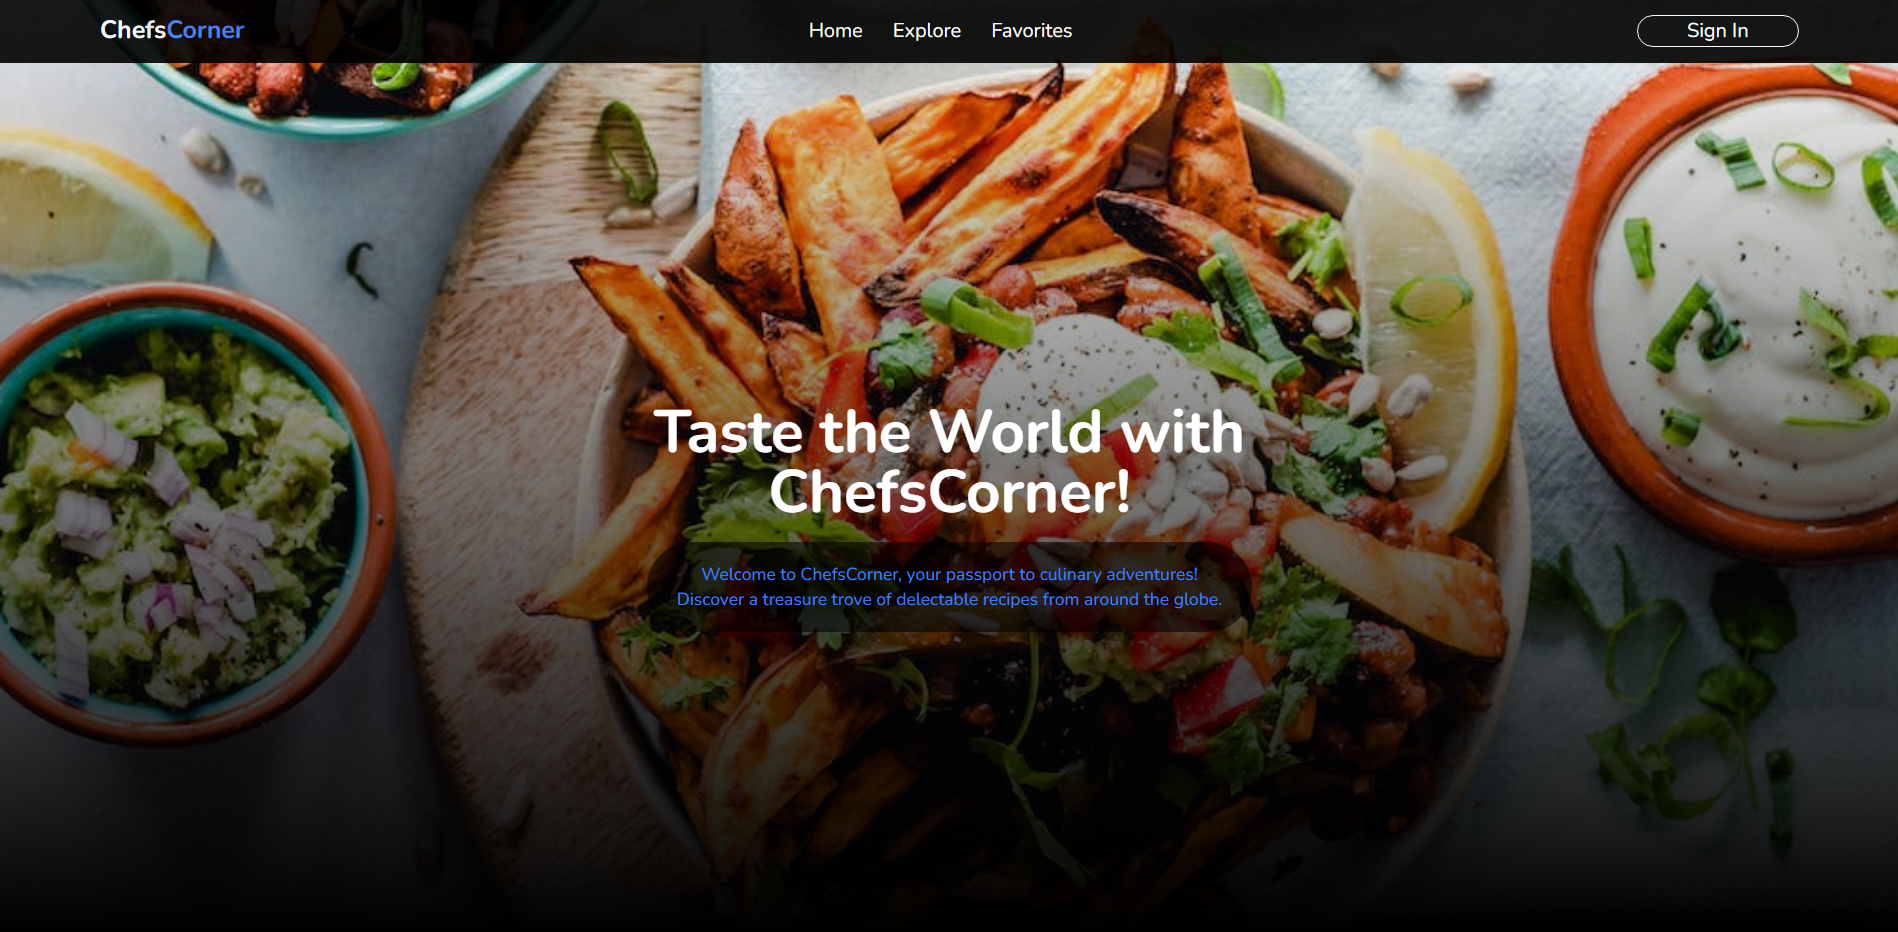 ChefsCorner
Home Explore Favorites
Sign In
Taste the World with
ChefsCorner!
Welcome to ChefsCorner, your passport to culinary adventures!
Discover a treasure trove of delectable recipes from around the globe.